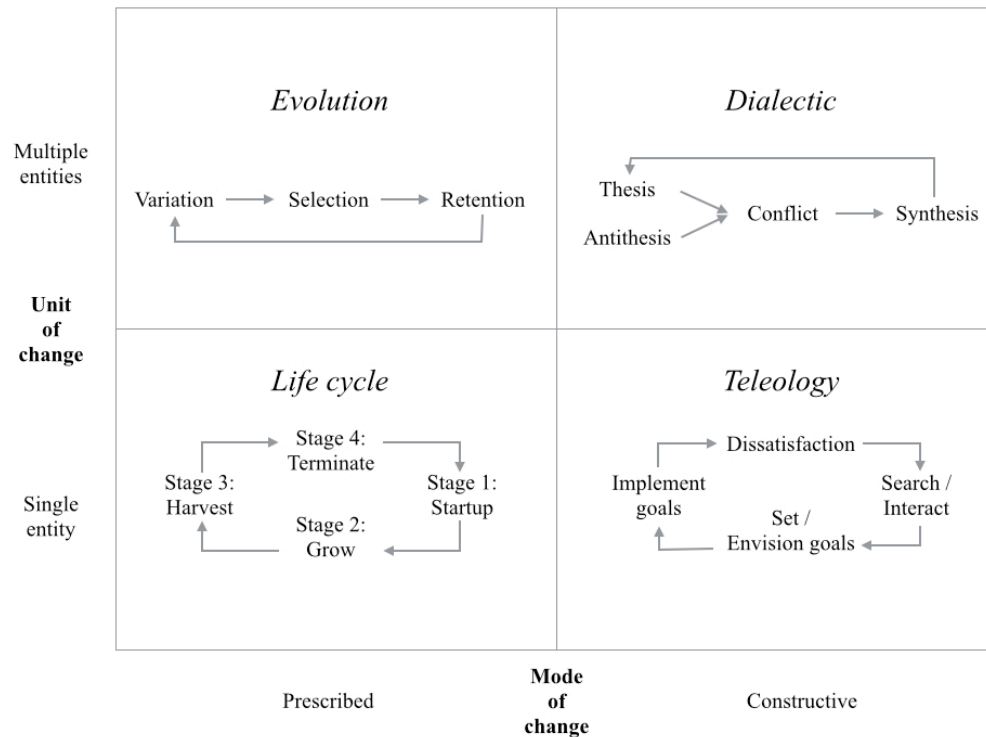 Evolution
Dialectic
Multiple
entities
Variation
Selection
Retention
Thesis
Antithesis
Conflict
Synthesis
Unit
of
change
Life cycle
Teleology
Single
entity
Stage 4:
Terminate
Stage 3:
Harvest
Stage 1:
Startup
Stage 2:
Grow
Dissatisfaction
Implement
goals
Search /
Interact
Set /
Envision goals
Prescribed
Mode
of
change
Constructive